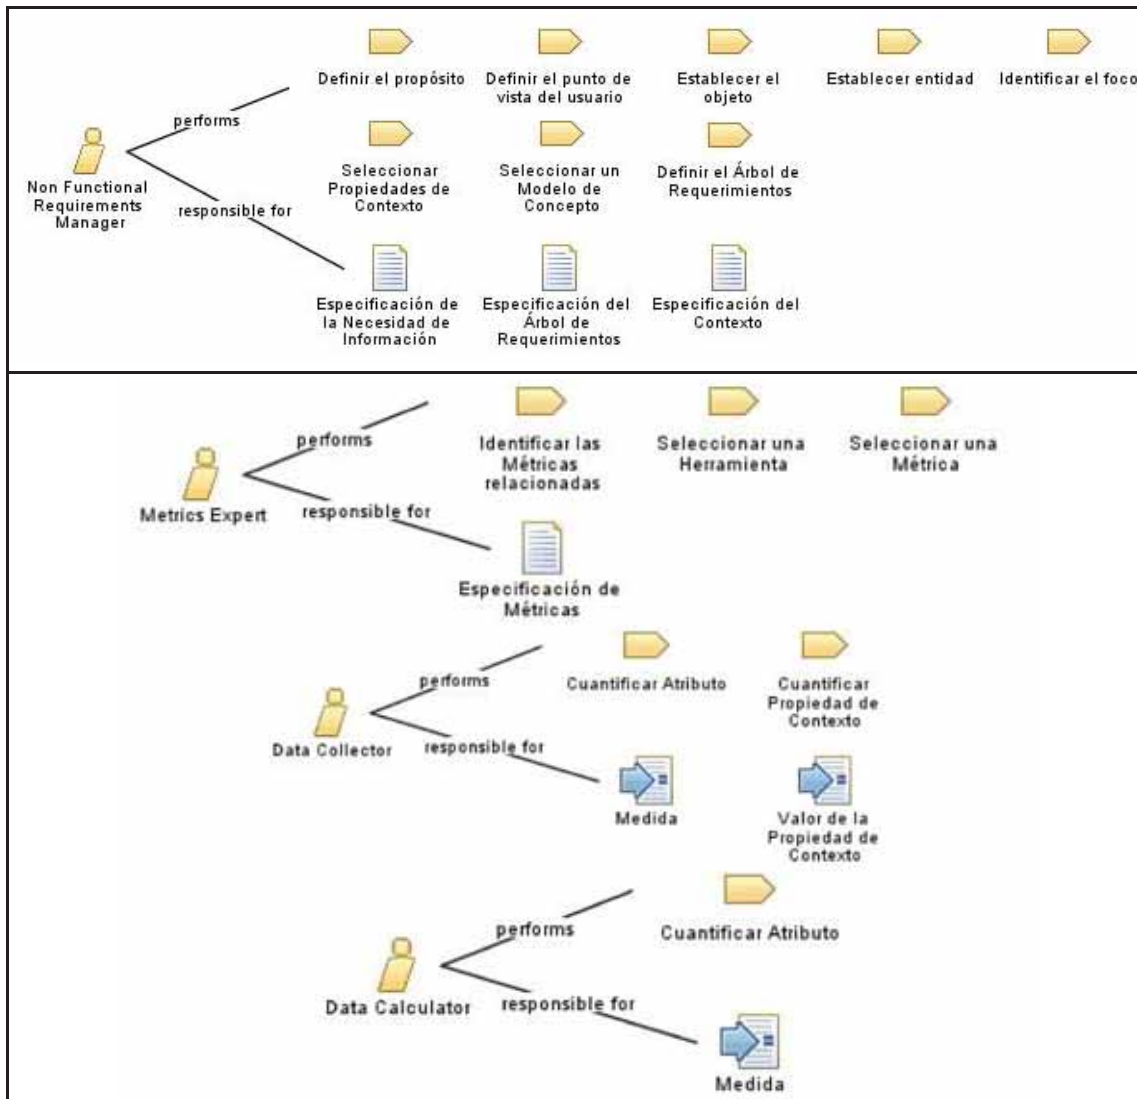 Definir el propósito
Definir el punto de
vista del usuario
Establecer el
objeto
Establecer entidad
Identificar el foco
performs
Seleccionar
Propiedades de
Contexto
Seleccionar un
Modelo de
Concepto
Definir el Árbol de
Requerimientos
Non Functional
Requirements
Manager
responsible for
Especificación de
la Necesidad de
Información
Especificación del
Árbol de
Requerimientos
Especificación del
Contexto
performs
Identificar las
Métricas
relacionadas
Seleccionar una
Herramienta
Seleccionar una
Métrica
Metrics Expert
responsible for
Especificación de
Métricas
performs
Cuantificar Atributo
Cuantificar
Propiedad de
Contexto
Data Collector
responsible for
Medida
Valor de la
Propiedad de
Contexto
performs
Cuantificar Atributo
Data Calculator
responsible for
Medida